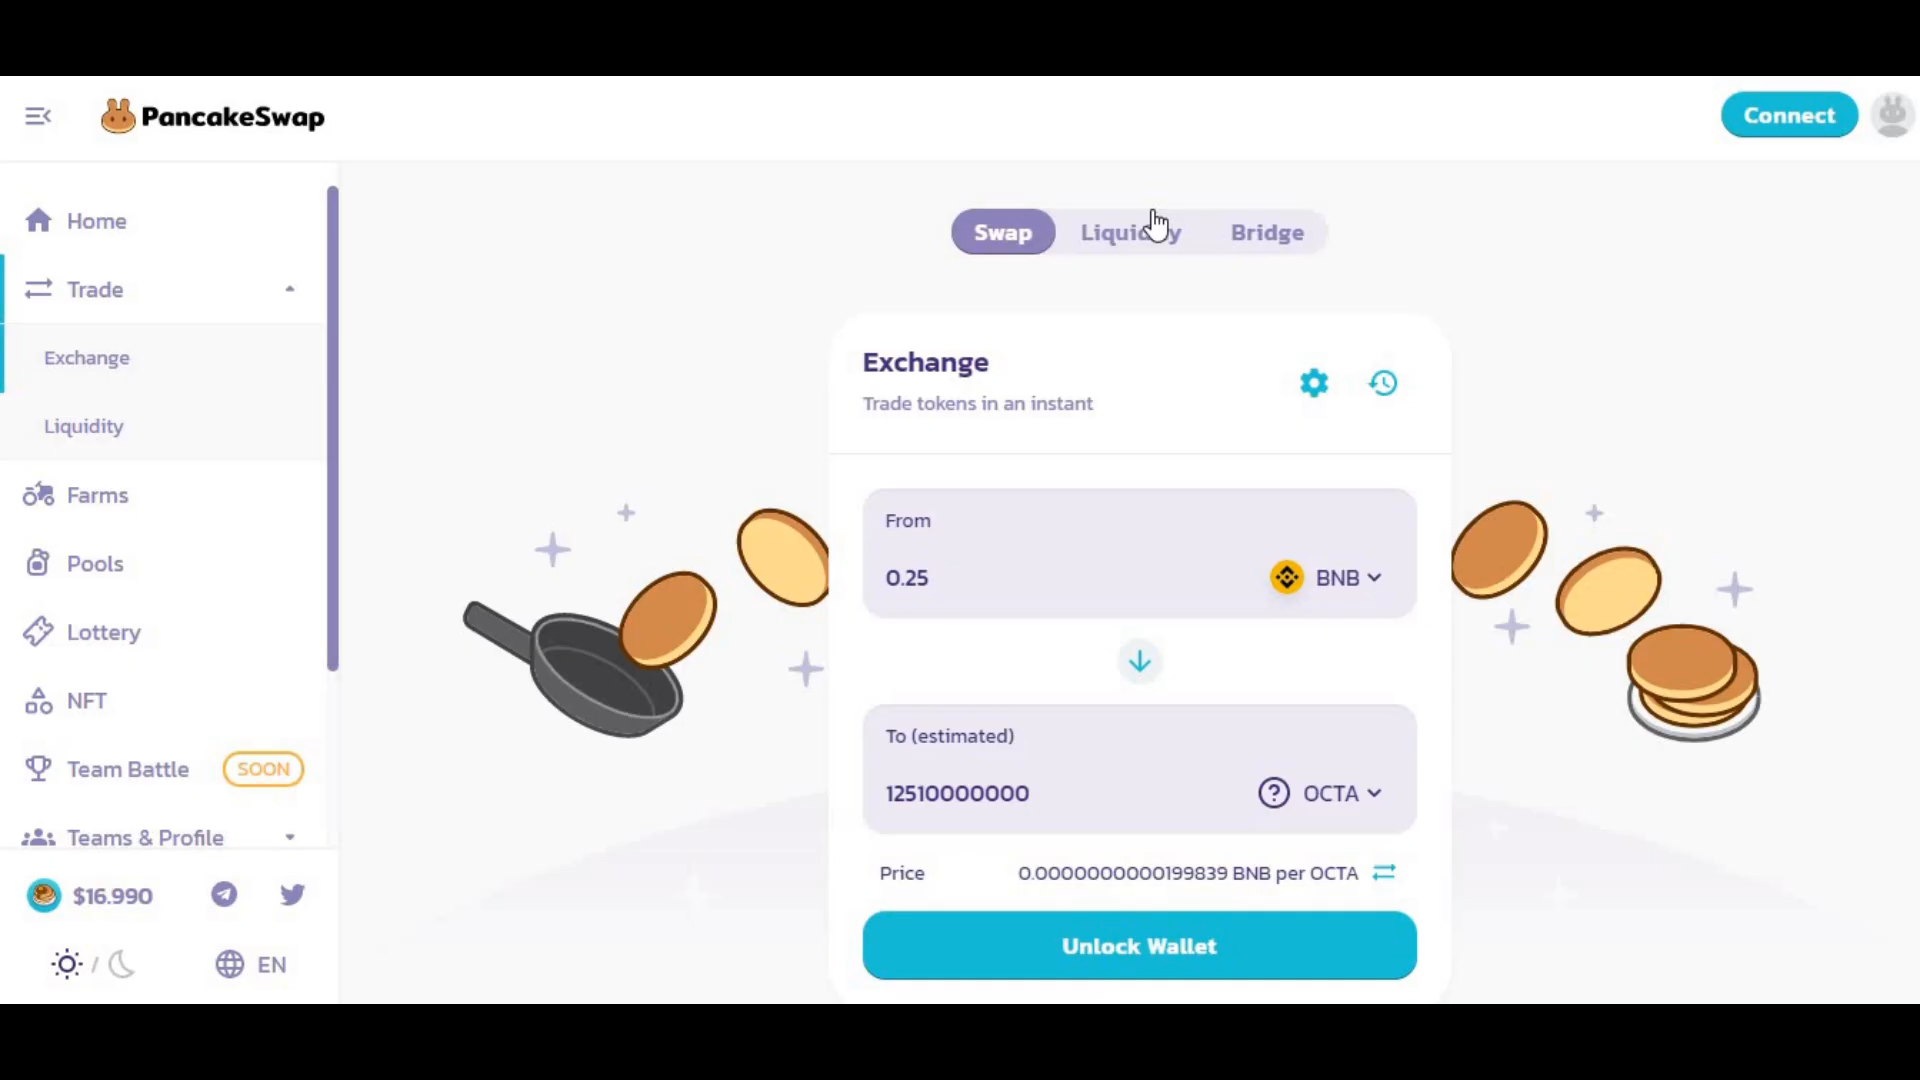 PancakeSwap
Connect
Home
Trade
Exchange
Liquidity
Farms
Pools
Lottery
NFT
Team Battle SOON
Teams & Profile
$16.990
/ EN
Swap Liquidity Bridge
Exchange
Trade tokens in an instant
From
0.25 BNB
To (estimated)
12510000000 ? OCTA
Price 0.0000000000199839 BNB per OCTA
Unlock Wallet